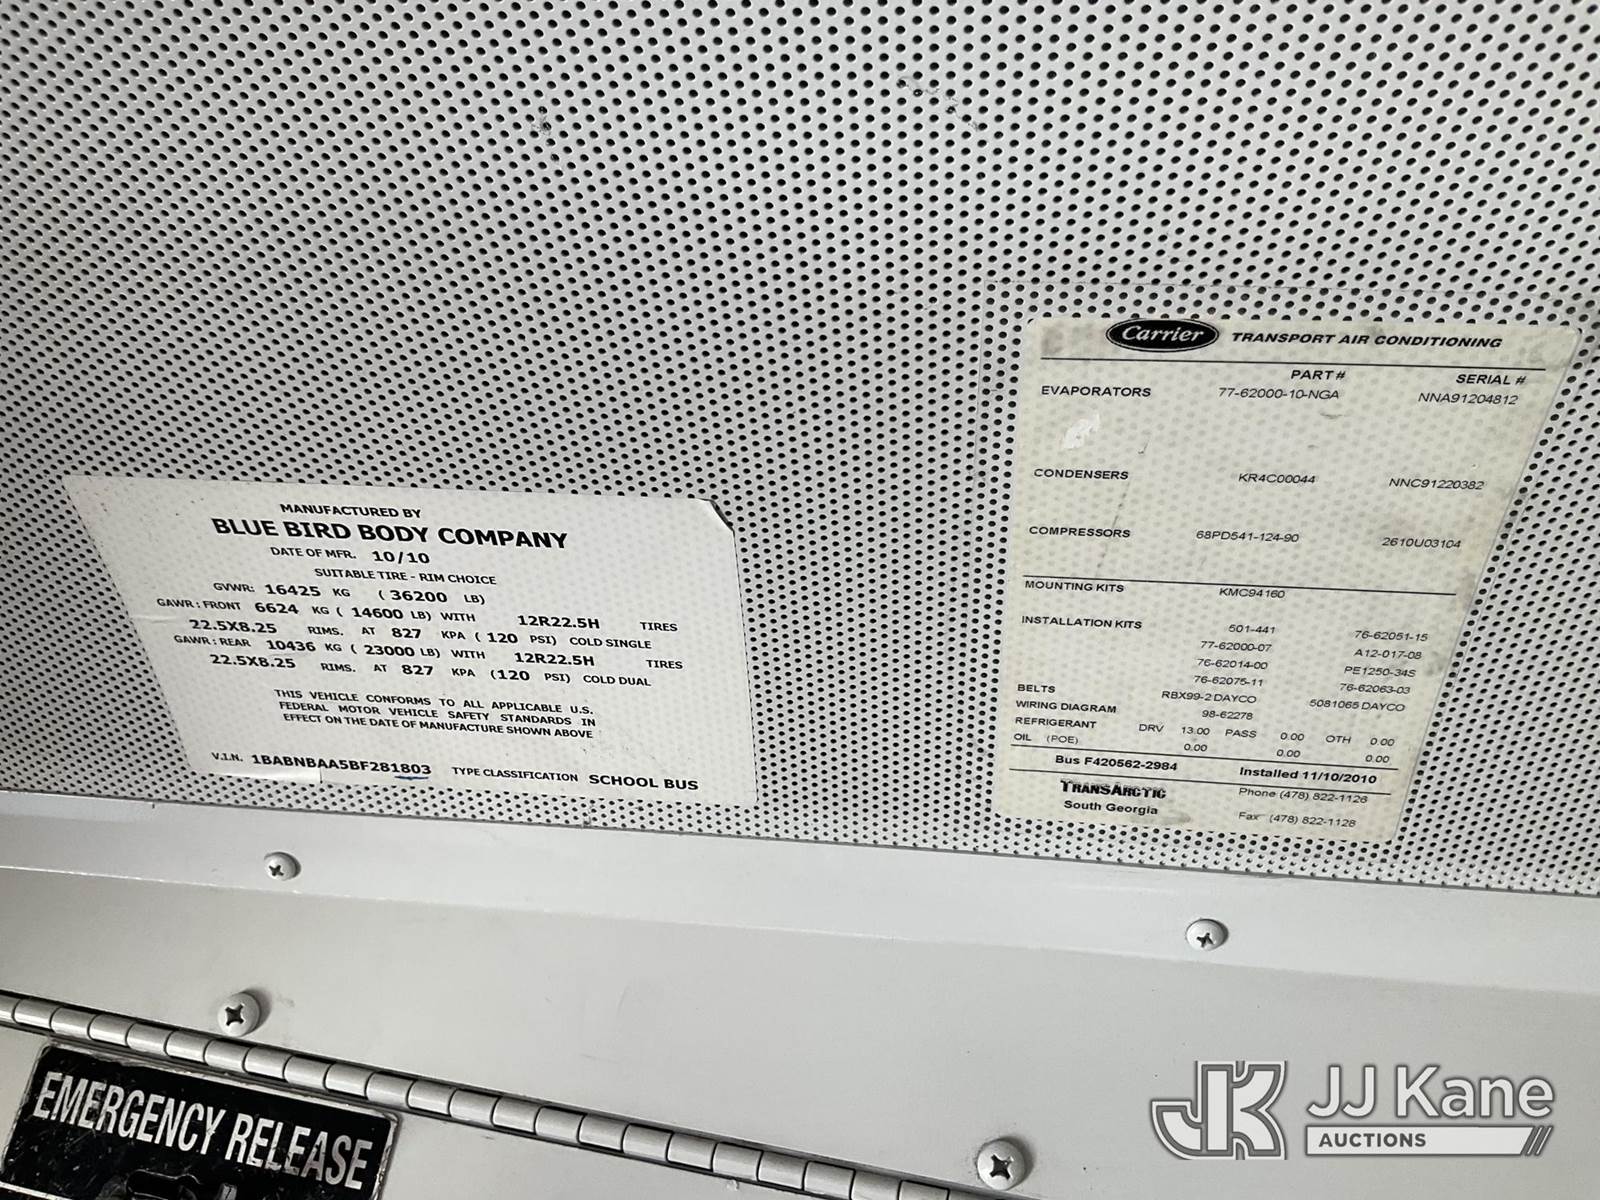 MANUFACTURED BY
BLUE BIRD BODY COMPANY
DATE OF MFR. 10/10
SUITABLE TIRE - RIM CHOICE
GVWR: 16425 KG ( 36200 LB)
GAWR : FRONT 6624 KG ( 14600 LB) WITH 12R22.5H TIRES
22.5X8.25 RIMS. AT 827 KPA ( 120 PSI) COLD SINGLE
GAWR : REAR 10436 KG ( 23000 LB) WITH 12R22.5H TIRES
22.5X8.25 RIMS. AT 827 KPA (120 PSI) COLD DUAL
THIS VEHICLE CONFORMS TO ALL APPLICABLE U.S.
FEDERAL MOTOR VEHICLE SAFETY STANDARDS IN
EFFECT ON THE DATE OF MANUFACTURE SHOWN ABOVE
V.I.N. 1BABNBAA5BF281803 TYPE CLASSIFICATION SCHOOL BUS
Carrier TRANSPORT AIR CONDITIONING
PART # SERIAL #
EVAPORATORS 77-62000-10-NGA NNA91204812
CONDENSERS KR4C00044 NNC91220382
COMPRESSORS 68PD541-124-90 2610U03104
MOUNTING KITS KMC94160
INSTALLATION KITS 501-441 76-62051-15
77-62000-07 A12-017-08
76-62014-00 PE1250-34S
76-62075-11 76-62063-03
BELTS RBX99-2 DAYCO 5081065 DAYCO
WIRING DIAGRAM 98-62278
REFRIGERANT DRV 13.00 PASS 0.00 OTH 0.00
OIL (POE) 0.00 0.00 0.00
Bus F420562-2984 Installed 11/10/2010
TRANSARCTIC Phone (478) 822-1126
South Georgia Fax (478) 822-1128
EMERGENCY RELEASE
JK JJ Kane
AUCTIONS